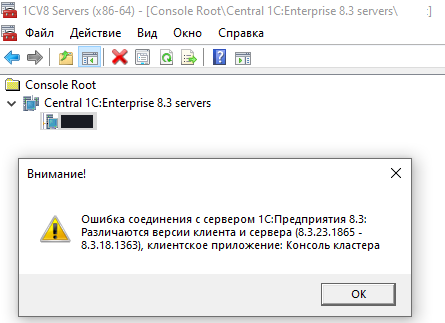 1CV8 Servers (x86-64) - [Console Root\Central 1C:Enterprise 8.3 servers\ :]
Файл Действие Вид Окно Справка
Console Root
Central 1C:Enterprise 8.3 servers
Внимание!
Ошибка соединения с сервером 1С:Предприятия 8.3:
Различаются версии клиента и сервера (8.3.23.1865 -
8.3.18.1363), клиентское приложение: Консоль кластера
OK